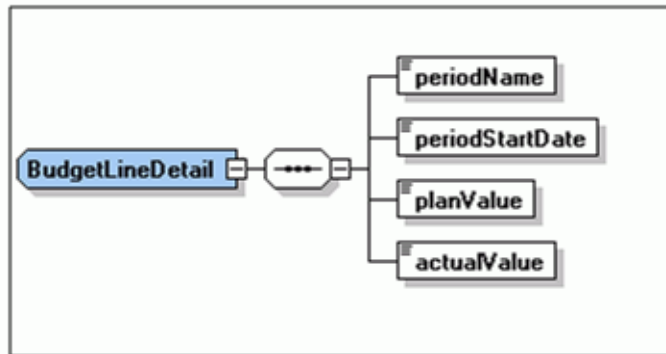 periodName
periodStartDate
BudgetLineDetail
planValue
actualValue